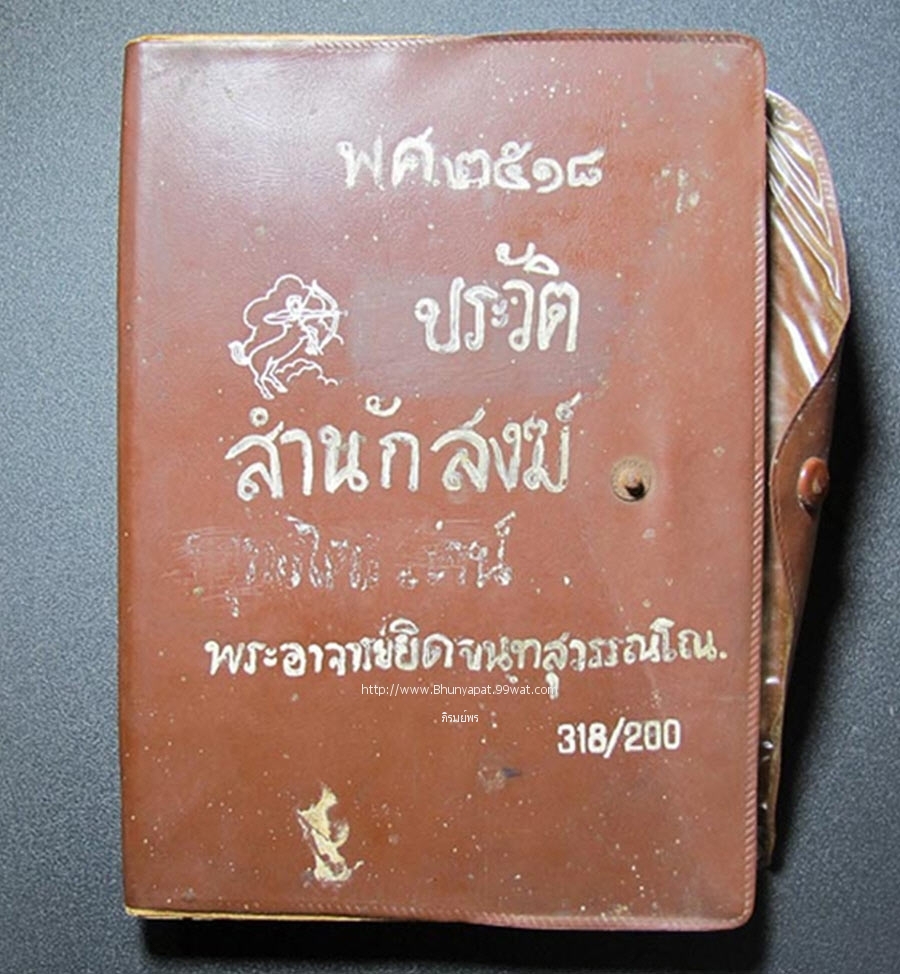 พ.ศ.๒๕๑๘
ประวัติ
สำนักสงฆ์
พระอาจารย์ยิดจนฺทสุวรรณโณ.
http://www.Bhunyapat.99wat.com
ภิรมย์พร
318/200